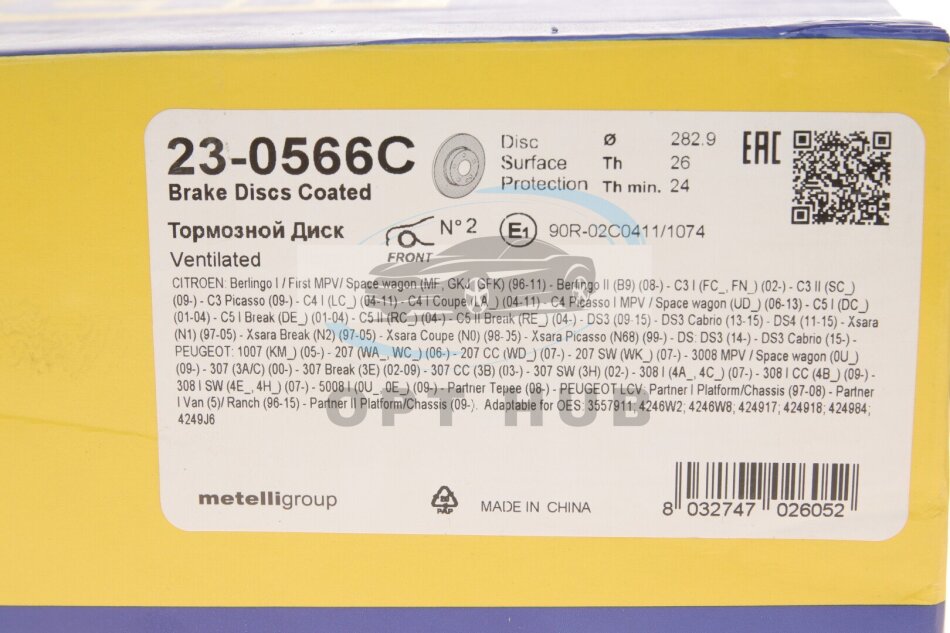 23-0566C
Brake Discs Coated
Тормозной Диск
Ventilated
Disc
Surface
Protection
Ø 282.9
Th 26
Th min. 24
EAC
FRONT
N° 2
E1
90R-02C0411/1074
CITROEN: Berlingo I / First MPV/ Space wagon (MF, GKJ, GFK) (96-11) - Berlingo II (B9) (08-) - C3 I (FC_, FN_) (02-) - C3 II (SC_)
(09-) - C3 Picasso (09-) - C4 I (LC_) (04-11) - C4 I Coupe (LA_) (04-11) - C4 Picasso I MPV / Space wagon (UD_) (06-13) - C5 I (DC_)
(01-04) - C5 I Break (DE_) (01-04) - C5 II (RC_) (04-) - C5 II Break (RE_) (04-) - DS3 (09-15) - DS3 Cabrio (13-15) - DS4 (11-15) - Xsara
(N1) (97-05) - Xsara Break (N2) (97-05) - Xsara Coupe (N0) (98-05) - Xsara Picasso (N68) (99-) - DS: DS3 (14-) - DS3 Cabrio (15-) -
PEUGEOT: 1007 (KM_) (05-) - 207 (WA_, WC_) (06-) - 207 CC (WD_) (07-) - 207 SW (WK_) (07-) - 3008 MPV / Space wagon (0U_)
(09-) - 307 (3A/C) (00-) - 307 Break (3E) (02-09) - 307 CC (3B) (03-) - 307 SW (3H) (02-) - 308 I (4A_, 4C_) (07-) - 308 I CC (4B_) (09-) -
308 I SW (4E_, 4H_) (07-) - 5008 I (0U_, 0E_) (09-) - Partner Tepee (08-) - PEUGEOT LCV: Partner I Platform/Chassis (97-08) - Partner
I Van (5)/ Ranch (96-15) - Partner II Platform/Chassis (09-). Adaptable for OES: 3557911; 4246W2; 4246W8; 424917; 424918; 424984;
4249J6
OPT HUB
metelligroup
PAP
MADE IN CHINA
8 032747 026052